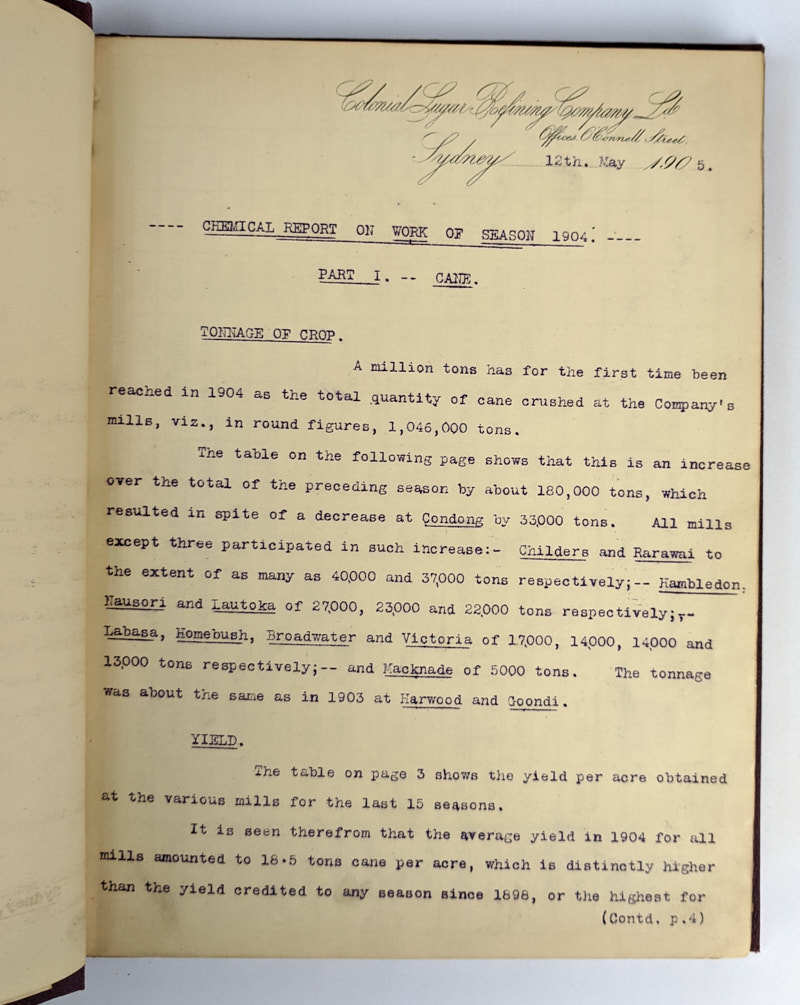 Colonial Sugar Refining Company Ltd
Offices, O'Connell Street,
Sydney 12th. May 1905.
---- CHEMICAL REPORT ON WORK OF SEASON 1904. ----
PART I. -- CANE.
TONNAGE OF CROP.
A million tons has for the first time been
reached in 1904 as the total quantity of cane crushed at the Company's
mills, viz., in round figures, 1,046,000 tons.
The table on the following page shows that this is an increase
over the total of the preceding season by about 180,000 tons, which
resulted in spite of a decrease at Condong by 33,000 tons. All mills
except three participated in such increase:- Childers and Rarawai to
the extent of as many as 40,000 and 37,000 tons respectively;-- Hambledon,
Nausori and Lautoka of 27,000, 23,000 and 22,000 tons respectively;,-
Labasa, Homebush, Broadwater and Victoria of 17,000, 14,000, 14,000 and
13,000 tons respectively;-- and Macknade of 5000 tons. The tonnage
was about the same as in 1903 at Harwood and Goondi.
YIELD.
The table on page 3 shows the yield per acre obtained
at the various mills for the last 15 seasons.
It is seen therefrom that the average yield in 1904 for all
mills amounted to 18·5 tons cane per acre, which is distinctly higher
than the yield credited to any season since 1898, or the highest for
(Contd. p.4)